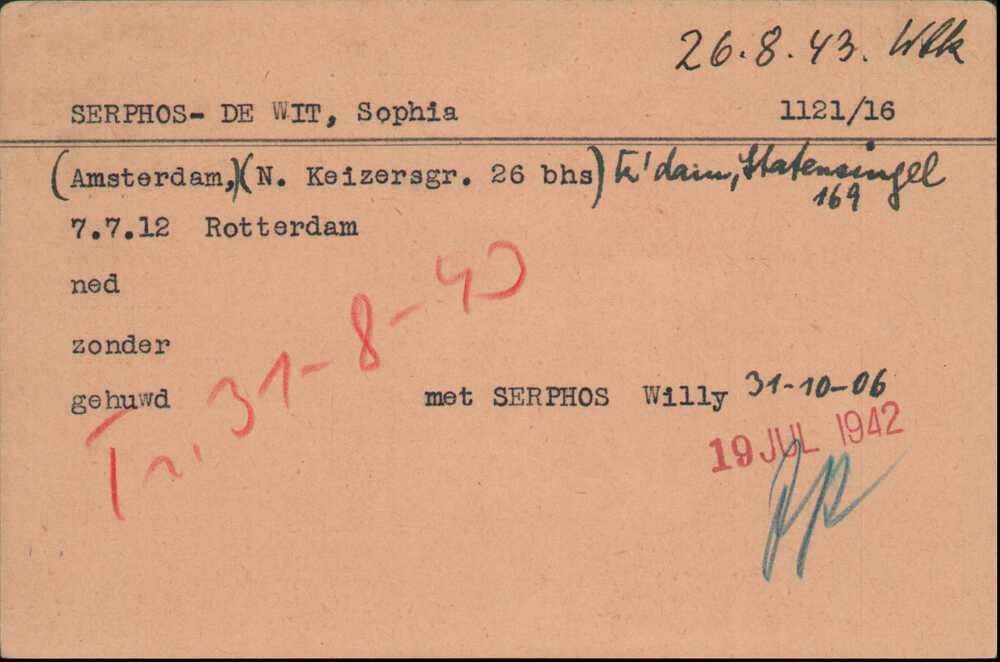 26.8.43. Wbk
SERPHOS- DE WIT, Sophia 1121/16
(Amsterdam,)(N. Keizersgr. 26 bhs) R'dam, Statensingel 169
7.7.12 Rotterdam
ned
zonder
gehuwd met SERPHOS Willy 31-10-06
Tr. 31-8-43
19 JUL 1942